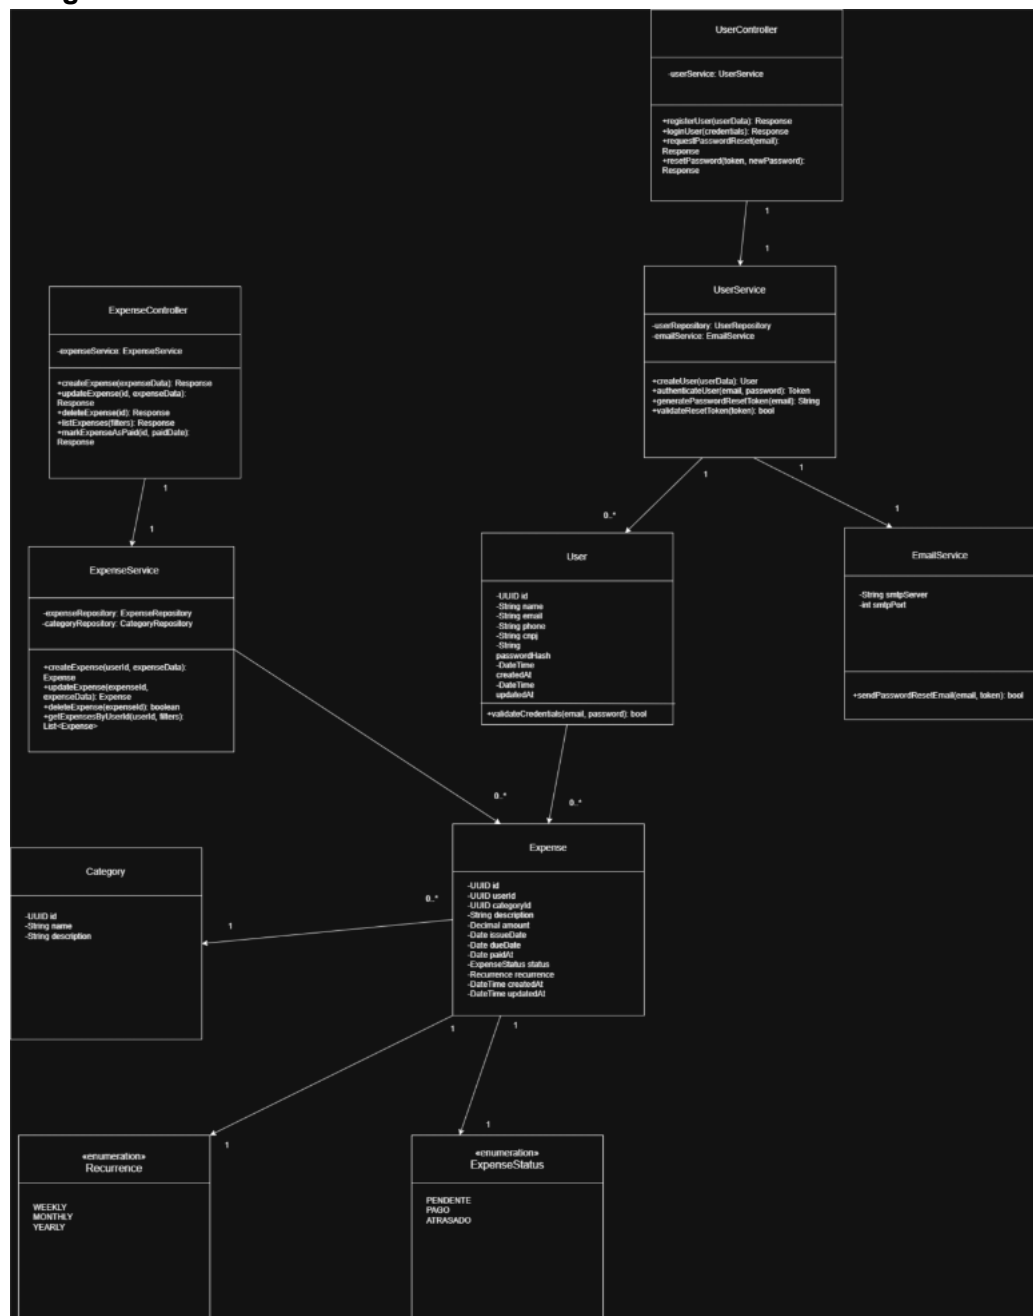 UserController
-userService: UserService
+registerUser(userData): Response
+loginUser(credentials): Response
+requestPasswordReset(email):
Response
+resetPassword(token, newPassword):
Response
1
1
UserService
-userRepository: UserRepository
-emailService: EmailService
+createUser(userData): User
+authenticateUser(email, password): Token
+generatePasswordResetToken(email): String
+validateResetToken(token): bool
ExpenseController
-expenseService: ExpenseService
+createExpense(expenseData): Response
+updateExpense(id, expenseData):
Response
+deleteExpense(id): Response
+listExpenses(filters): Response
+markExpenseAsPaid(id, paidDate):
Response
1
1
1
1
0..*
1
ExpenseService
-expenseRepository: ExpenseRepository
-categoryRepository: CategoryRepository
+createExpense(userId, expenseData):
Expense
+updateExpense(expenseId,
expenseData): Expense
+deleteExpense(expenseId): boolean
+getExpensesByUserId(userId, filters):
List<Expense>
User
-UUID id
-String name
-String email
-String phone
-String cnpj
-String
passwordHash
-DateTime
createdAt
-DateTime
updatedAt
+validateCredentials(email, password): bool
EmailService
-String smtpServer
-int smtpPort
+sendPasswordResetEmail(email, token): bool
0..*
0..*
Expense
-UUID id
-UUID userId
-UUID categoryId
-String description
-Decimal amount
-Date issueDate
-Date dueDate
-Date paidAt
-ExpenseStatus status
-Recurrence recurrence
-DateTime createdAt
-DateTime updatedAt
Category
-UUID id
-String name
-String description
0..*
1
1
1
1
1
«enumeration»
Recurrence
WEEKLY
MONTHLY
YEARLY
«enumeration»
ExpenseStatus
PENDENTE
PAGO
ATRASADO